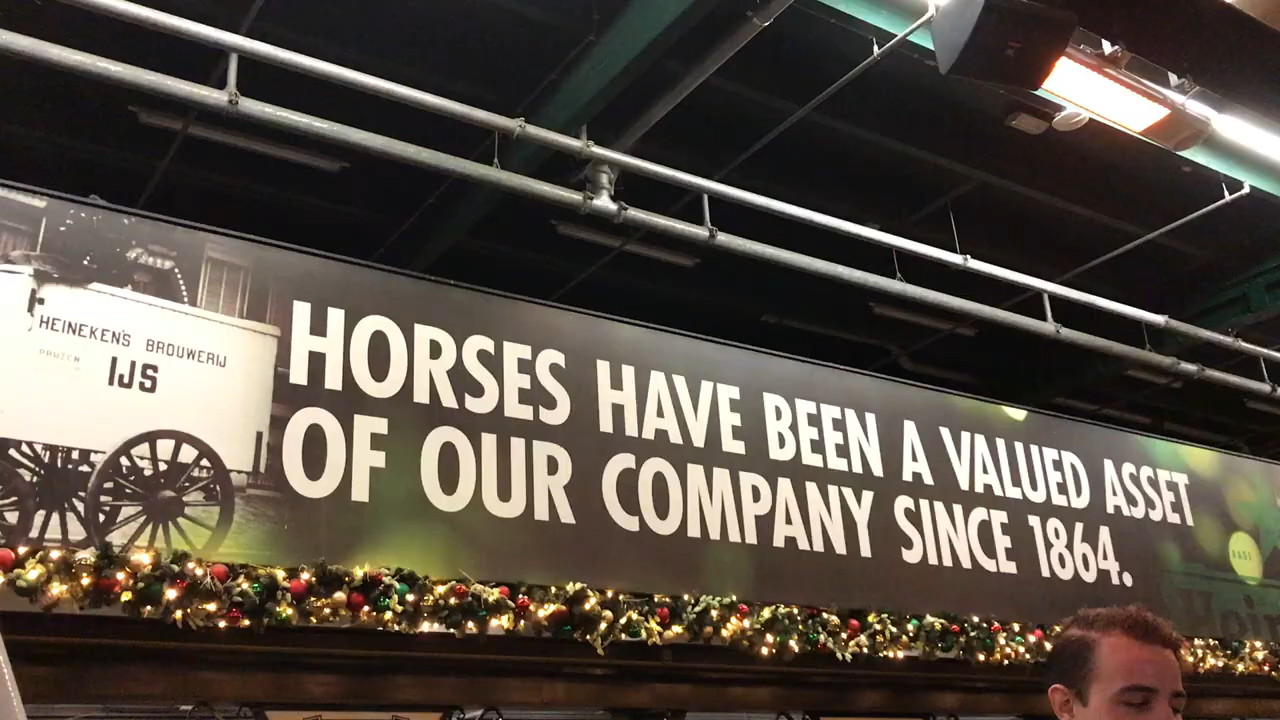 HEINEKEN'S BROUWERIJ
IJS
HORSES HAVE BEEN A VALUED ASSET
OF OUR COMPANY SINCE 1864.